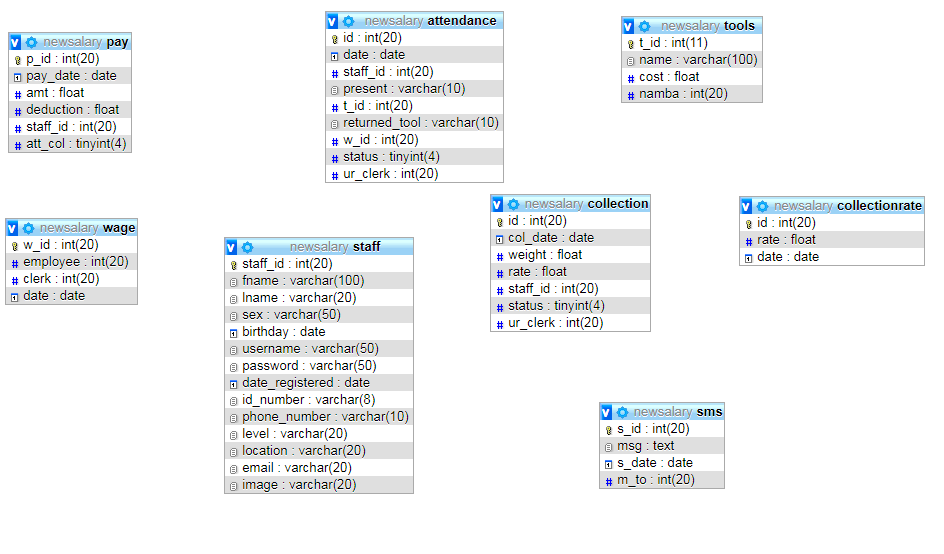 newsalary pay
p_id : int(20)
pay_date : date
amt : float
deduction : float
staff_id : int(20)
att_col : tinyint(4)
newsalary attendance
id : int(20)
date : date
staff_id : int(20)
present : varchar(10)
t_id : int(20)
returned_tool : varchar(10)
w_id : int(20)
status : tinyint(4)
ur_clerk : int(20)
newsalary tools
t_id : int(11)
name : varchar(100)
cost : float
namba : int(20)
newsalary wage
w_id : int(20)
employee : int(20)
clerk : int(20)
date : date
newsalary staff
staff_id : int(20)
fname : varchar(100)
lname : varchar(20)
sex : varchar(50)
birthday : date
username : varchar(50)
password : varchar(50)
date_registered : date
id_number : varchar(8)
phone_number : varchar(10)
level : varchar(20)
location : varchar(20)
email : varchar(20)
image : varchar(20)
newsalary collection
id : int(20)
col_date : date
weight : float
rate : float
staff_id : int(20)
status : tinyint(4)
ur_clerk : int(20)
newsalary collectionrate
id : int(20)
rate : float
date : date
newsalary sms
s_id : int(20)
msg : text
s_date : date
m_to : int(20)